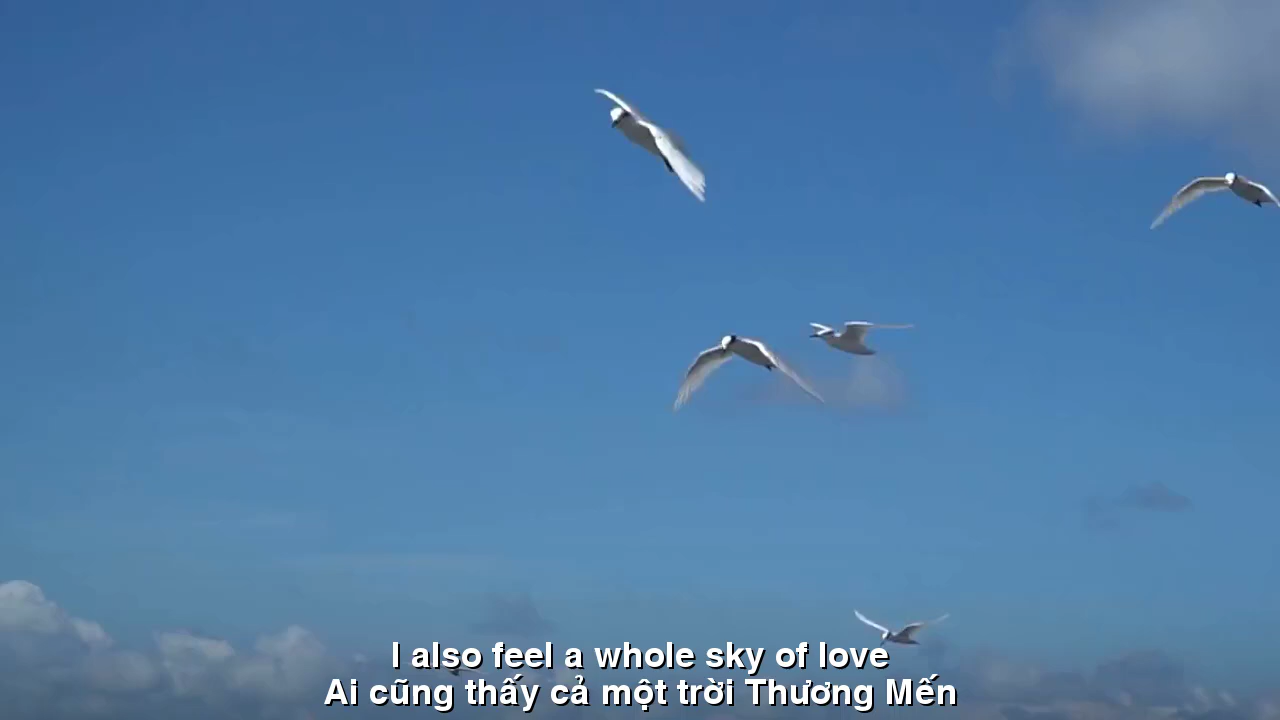 I also feel a whole sky of love
Ai cũng thấy cả một trời Thương Mến